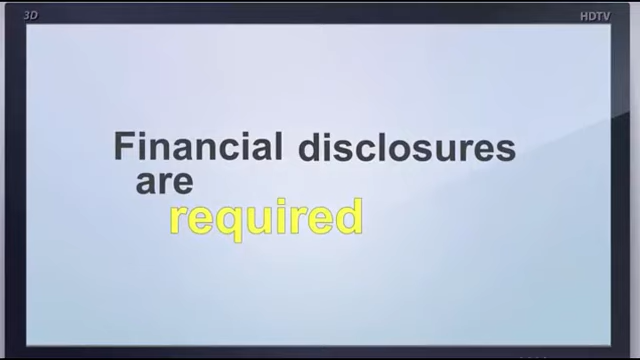 3D
HDTV
Financial disclosures
are
required